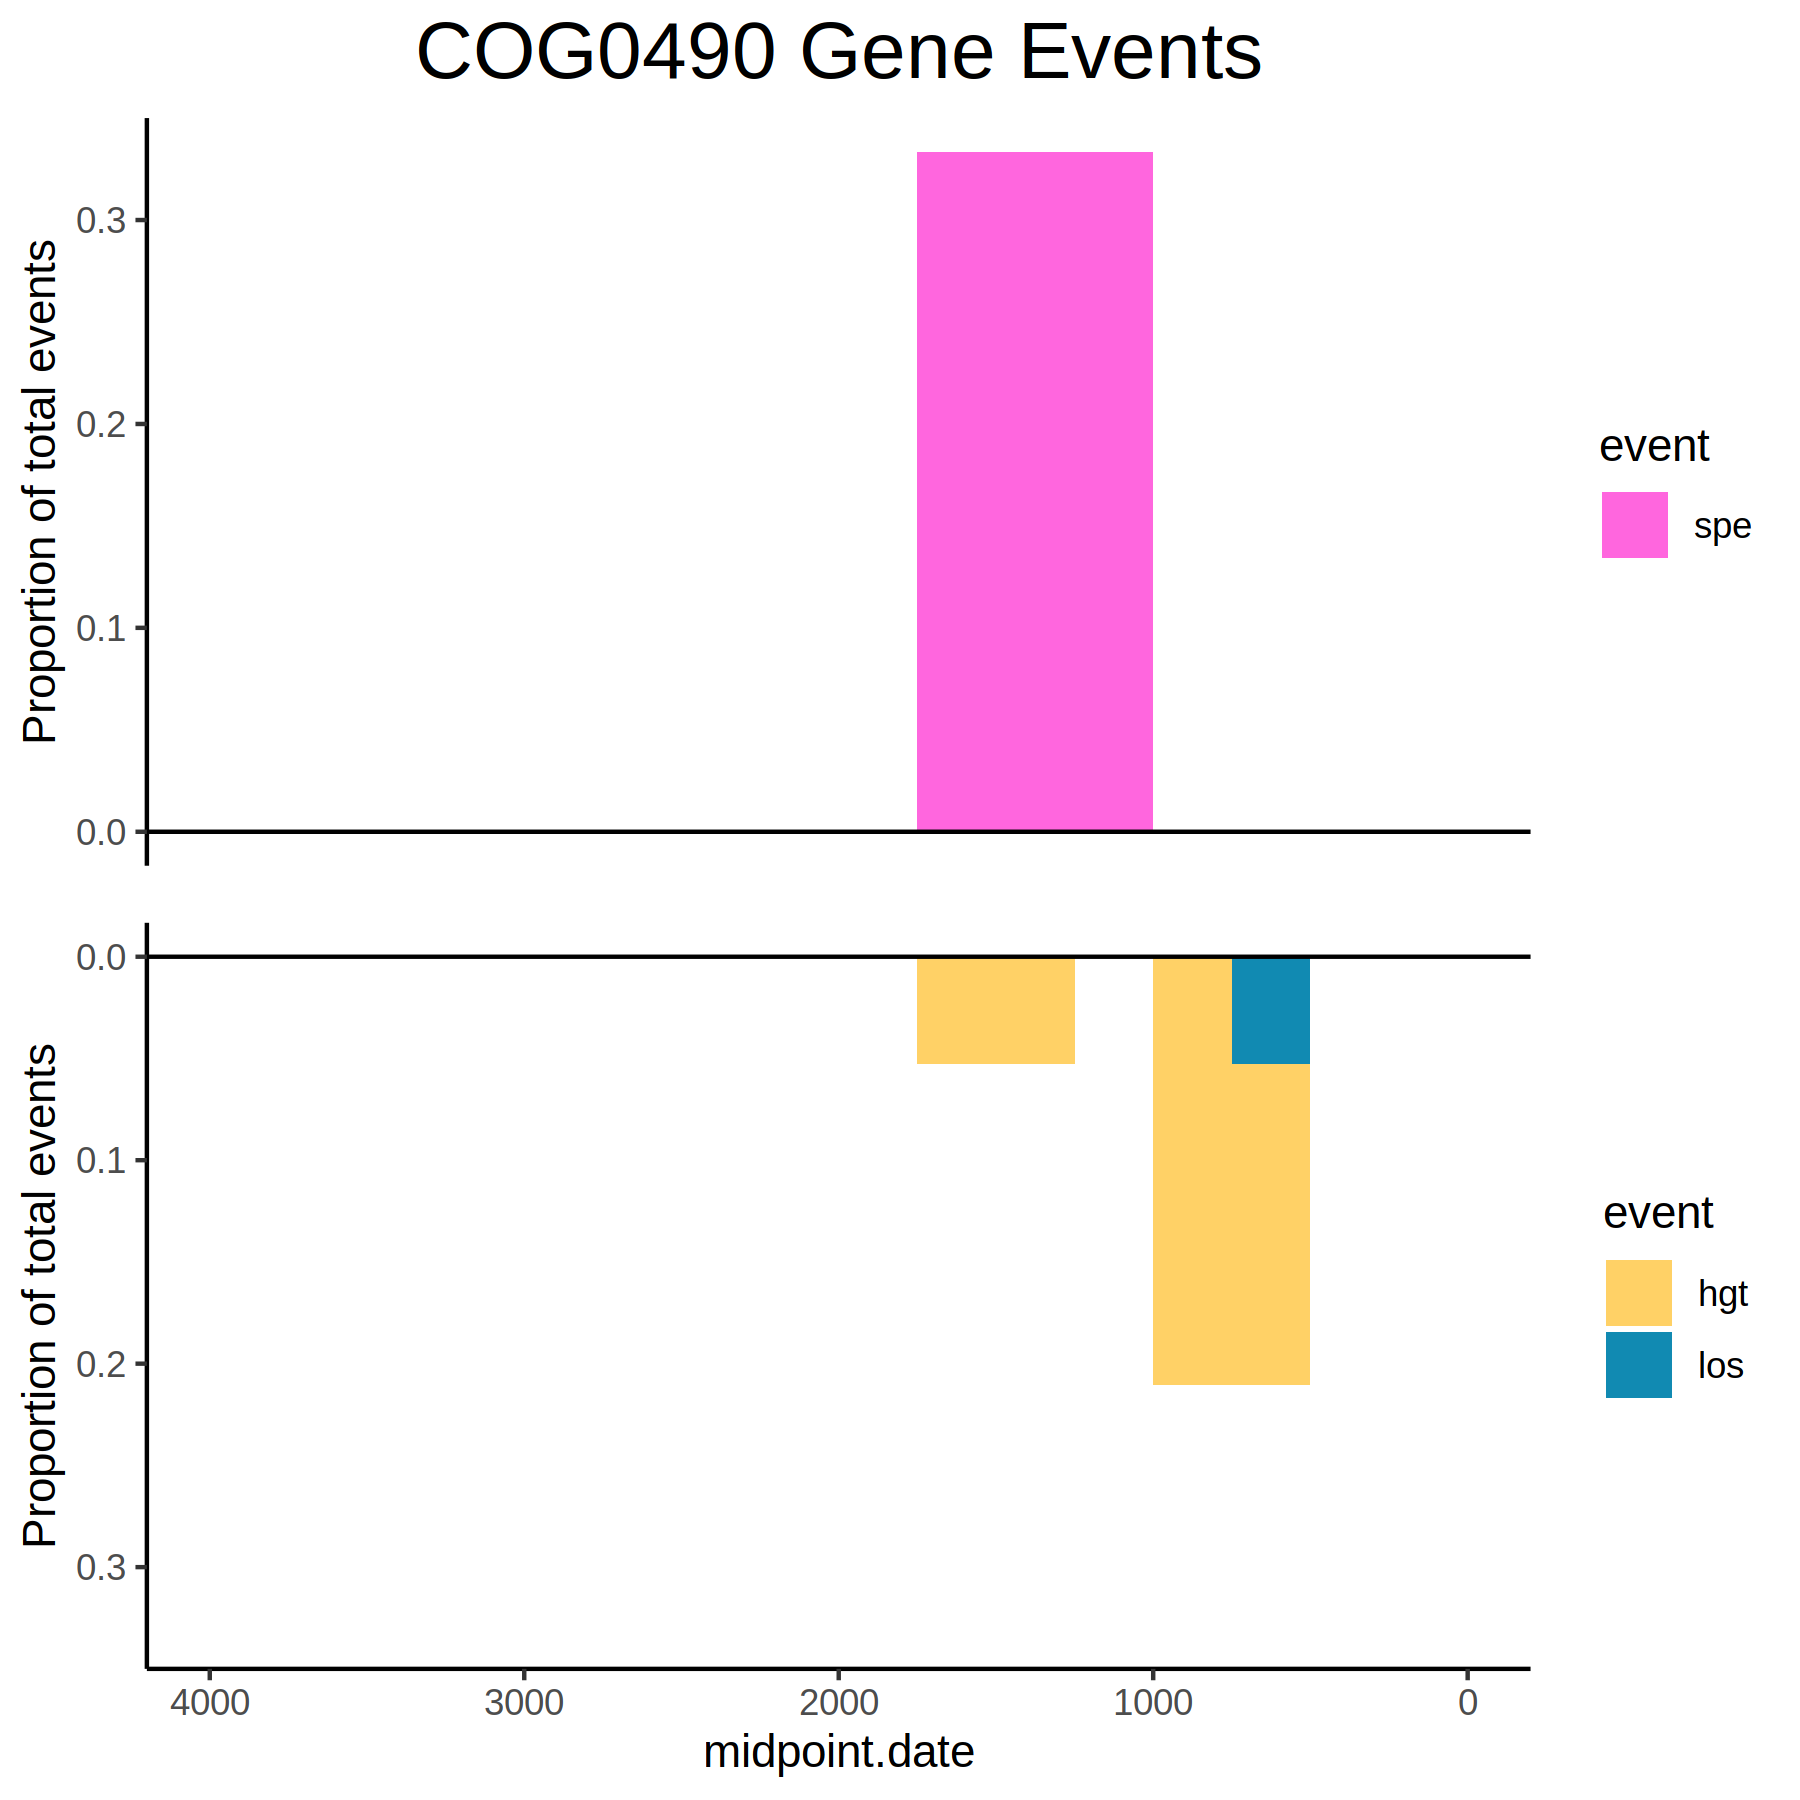 COG0490 Gene Events
Proportion of total events
0.3
0.2
0.1
0.0
event
spe
Proportion of total events
0.0
0.1
0.2
0.3
event
hgt
los
4000 3000 2000 1000 0
midpoint.date